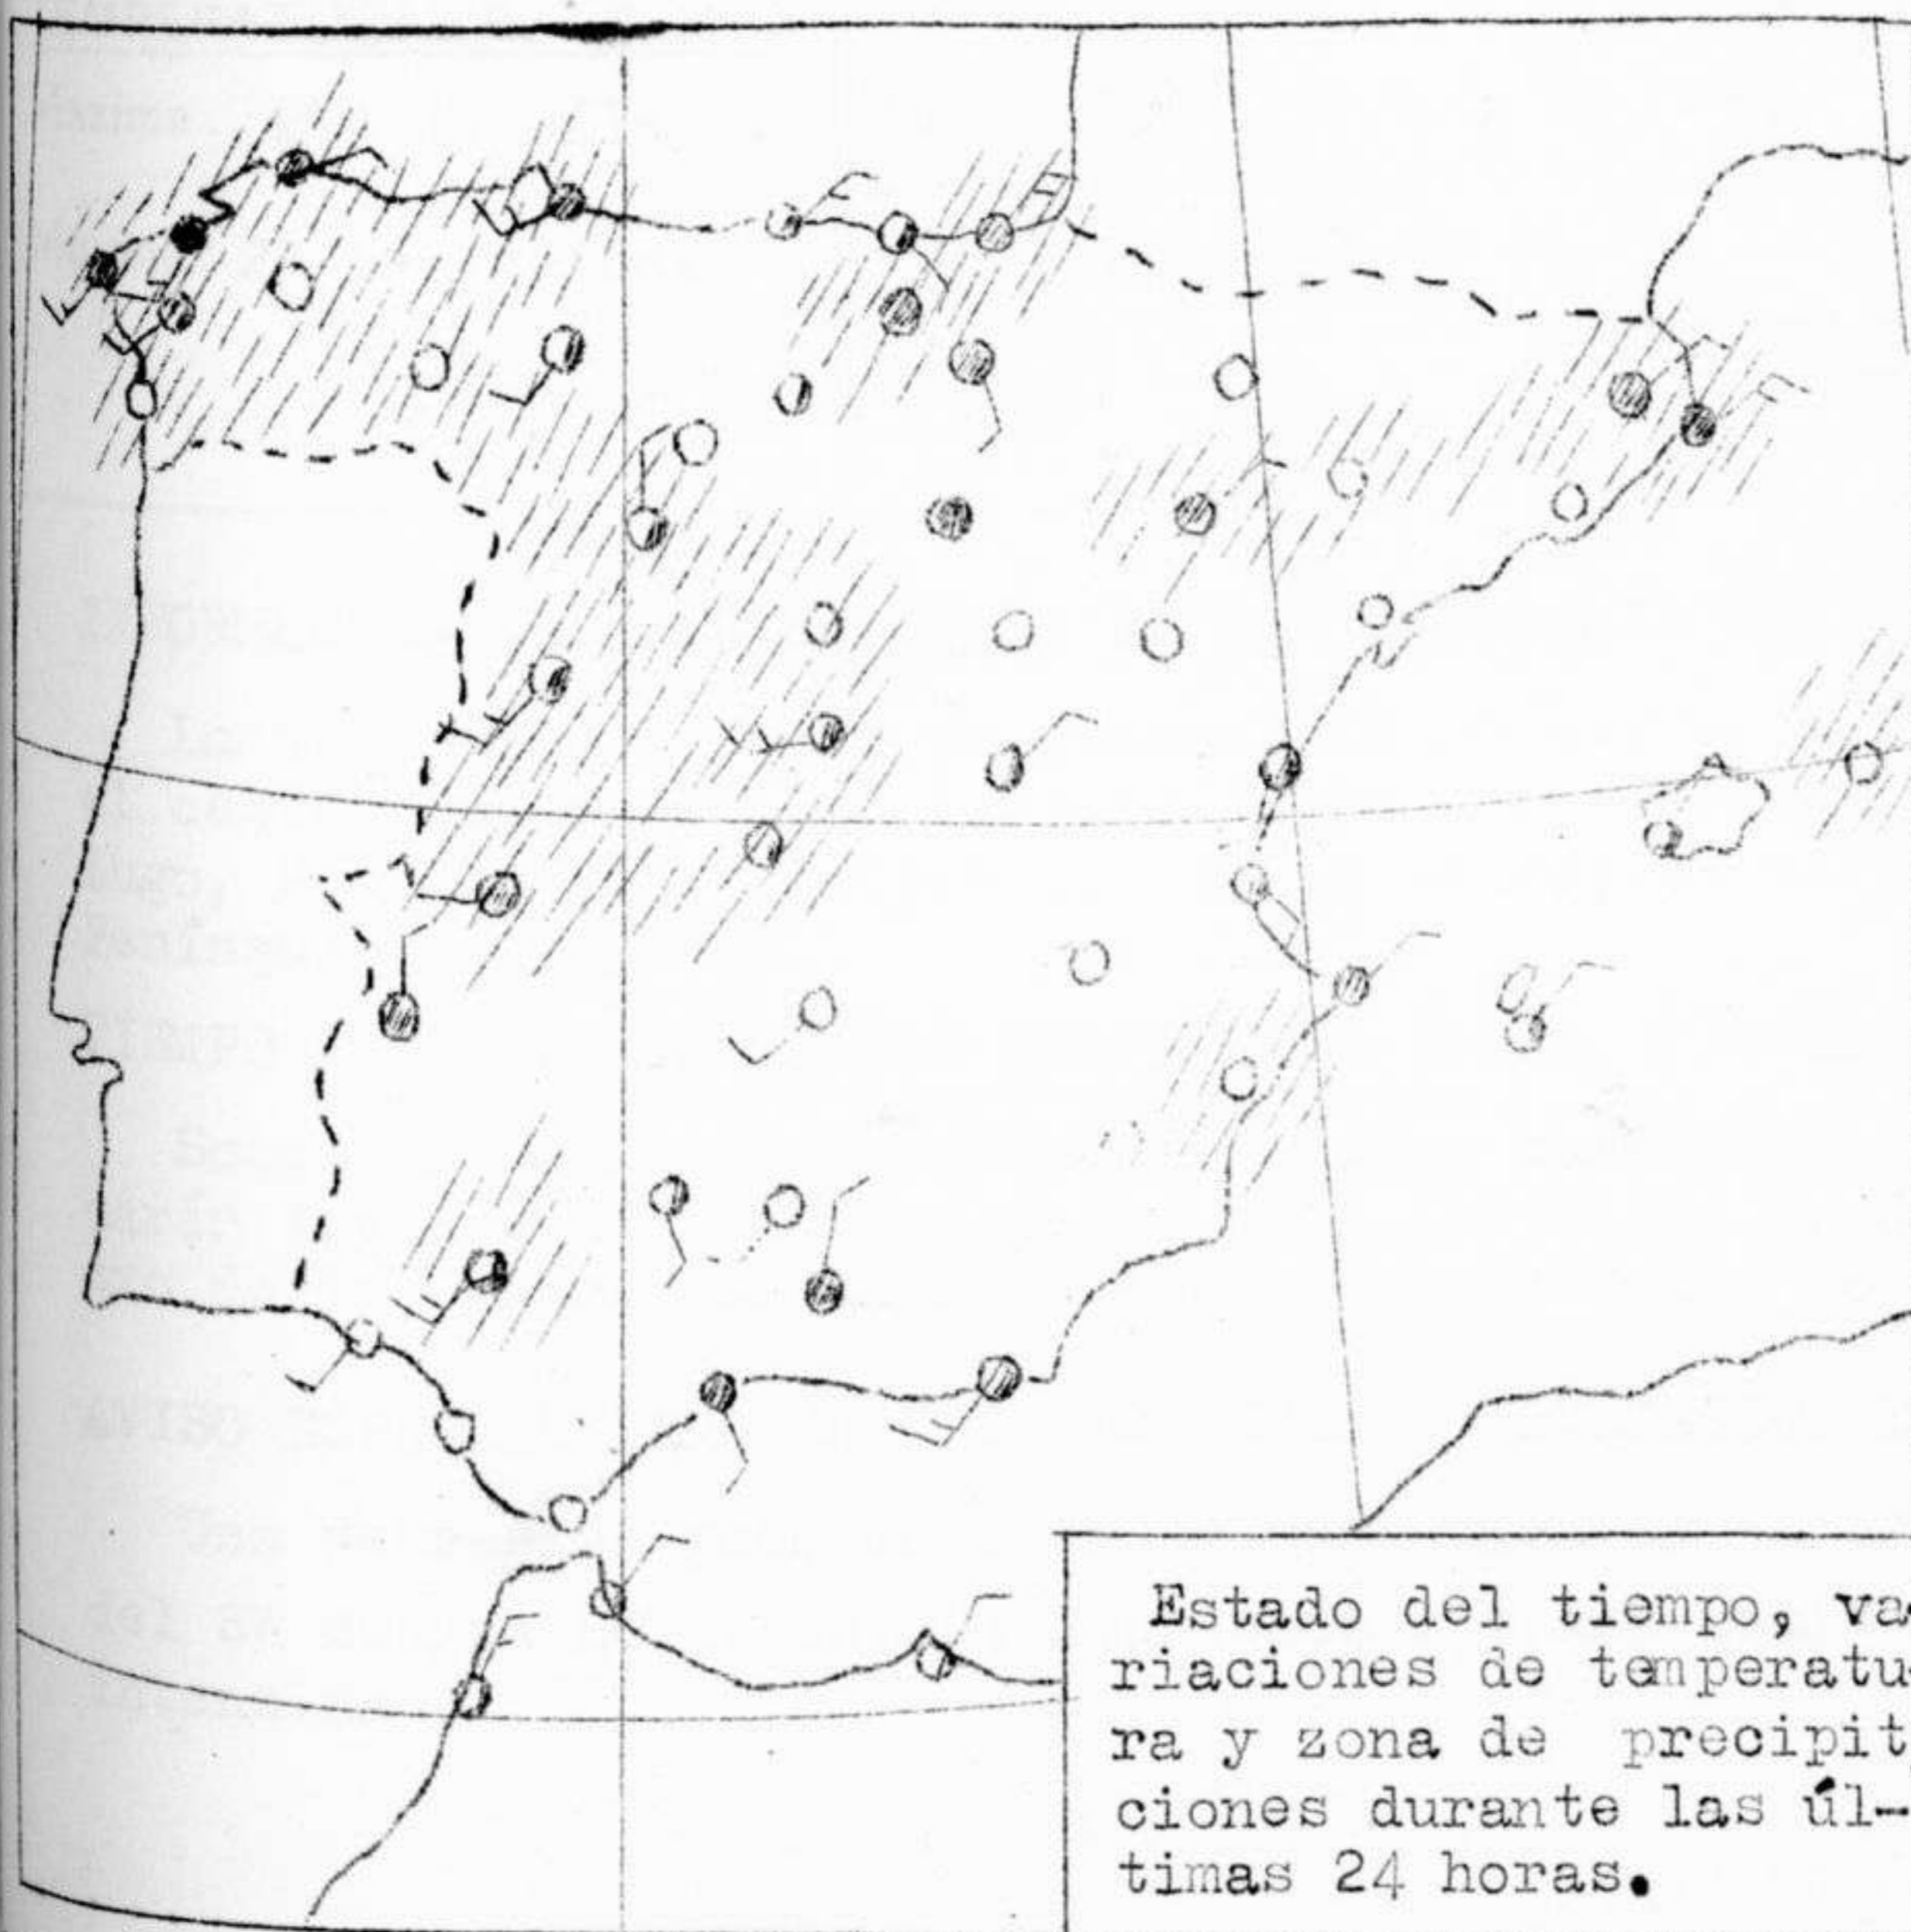 Estado del tiempo, va-
riaciones de temperatu-
ra y zona de precipit
ciones durante las úl-
timas 24 horas.